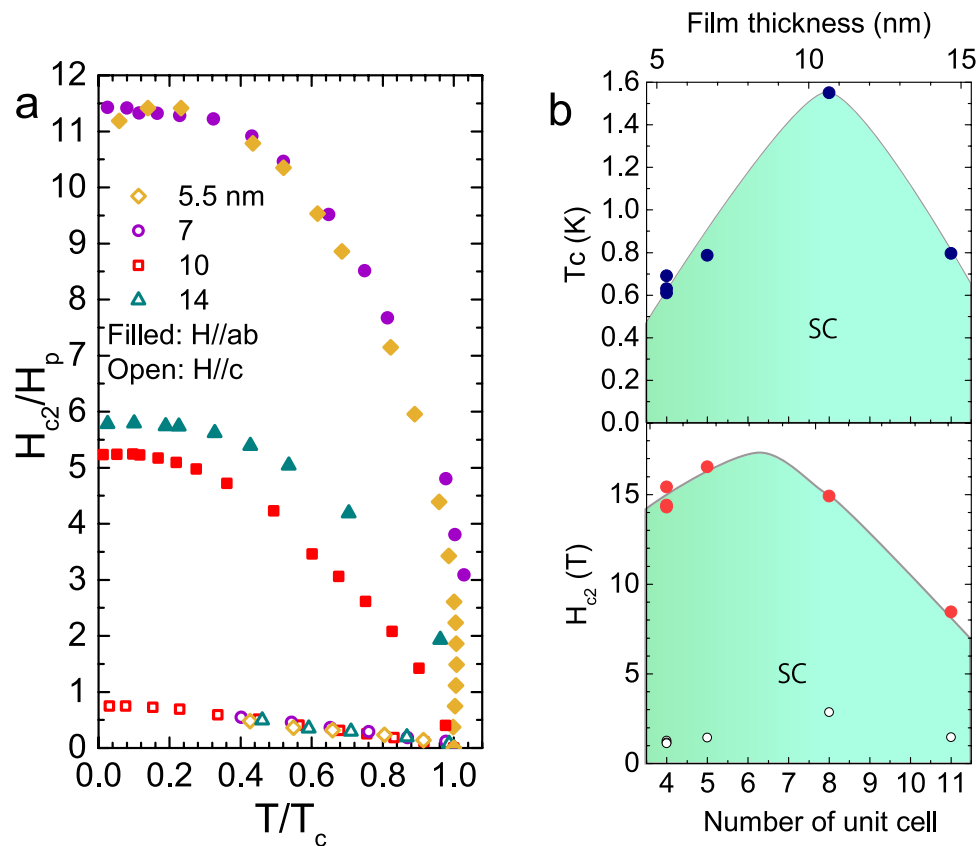 a
12
11
10
9
8
7
6
5
4
3
2
1
0
H_c2/H_p
5.5 nm
7
10
14
Filled: H//ab
Open: H//c
0.0 0.2 0.4 0.6 0.8 1.0
T/T_c
b
Film thickness (nm)
5 10 15
1.6
1.4
1.2
1.0
0.8
0.6
0.4
0.2
0.0
Tc (K)
SC
15
10
5
0
H_c2 (T)
SC
4 5 6 7 8 9 10 11
Number of unit cell